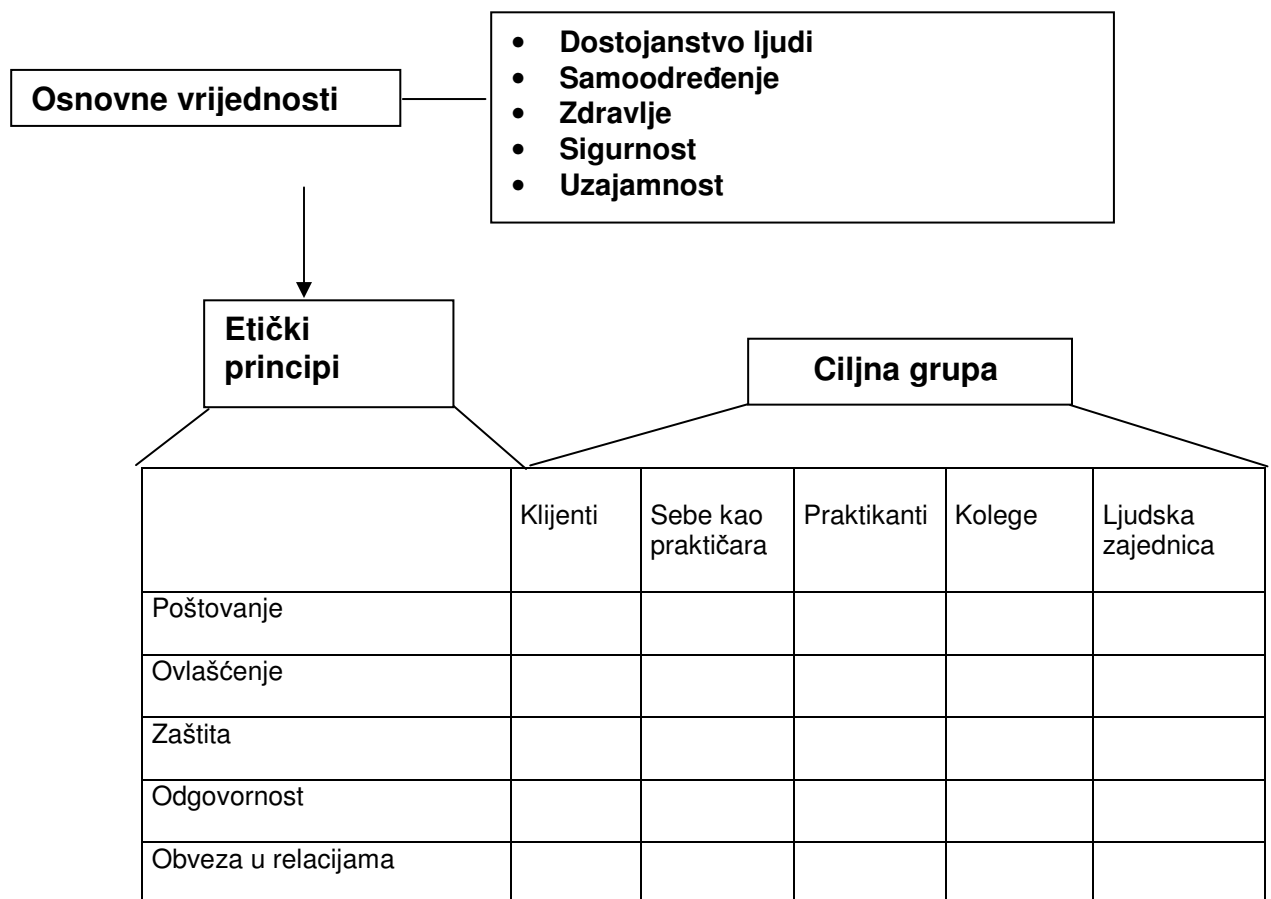 Osnovne vrijednosti
• Dostojanstvo ljudi
• Samoodređenje
• Zdravlje
• Sigurnost
• Uzajamnost
Etički
principi
Ciljna grupa
Klijenti
Sebe kao
praktičara
Praktikanti
Kolege
Ljudska
zajednica
Poštovanje
Ovlašćenje
Zaštita
Odgovornost
Obveza u relacijama